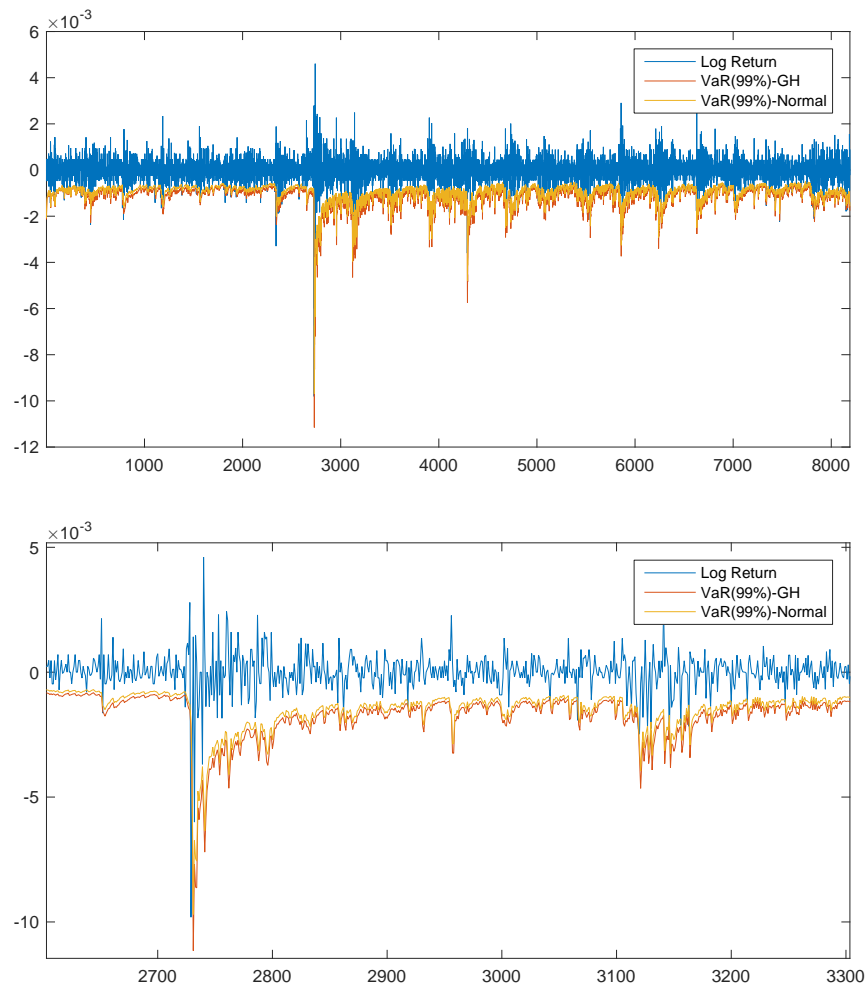 ×10-3
6
4
2
0
-2
-4
-6
-8
-10
-12
Log Return
VaR(99%)-GH
VaR(99%)-Normal
1000 2000 3000 4000 5000 6000 7000 8000
×10-3
5
0
-5
-10
Log Return
VaR(99%)-GH
VaR(99%)-Normal
2700 2800 2900 3000 3100 3200 3300